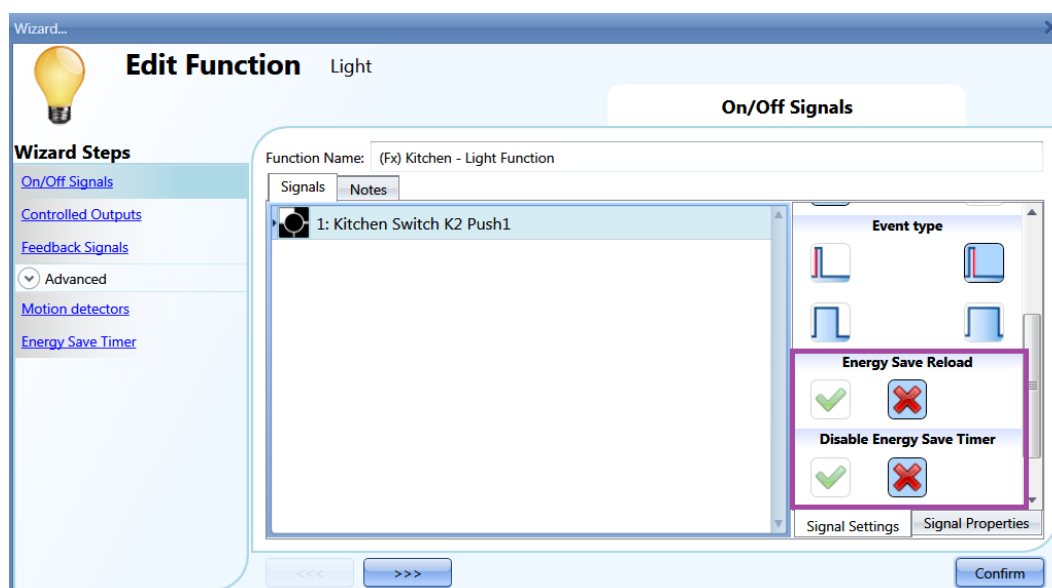 Wizard...
Edit Function Light
On/Off Signals
Wizard Steps
On/Off Signals
Controlled Outputs
Feedback Signals
Advanced
Motion detectors
Energy Save Timer
Function Name: (Fx) Kitchen - Light Function
Signals Notes
1: Kitchen Switch K2 Push1
Event type
Energy Save Reload
Disable Energy Save Timer
Signal Settings Signal Properties
<<< >>> Confirm